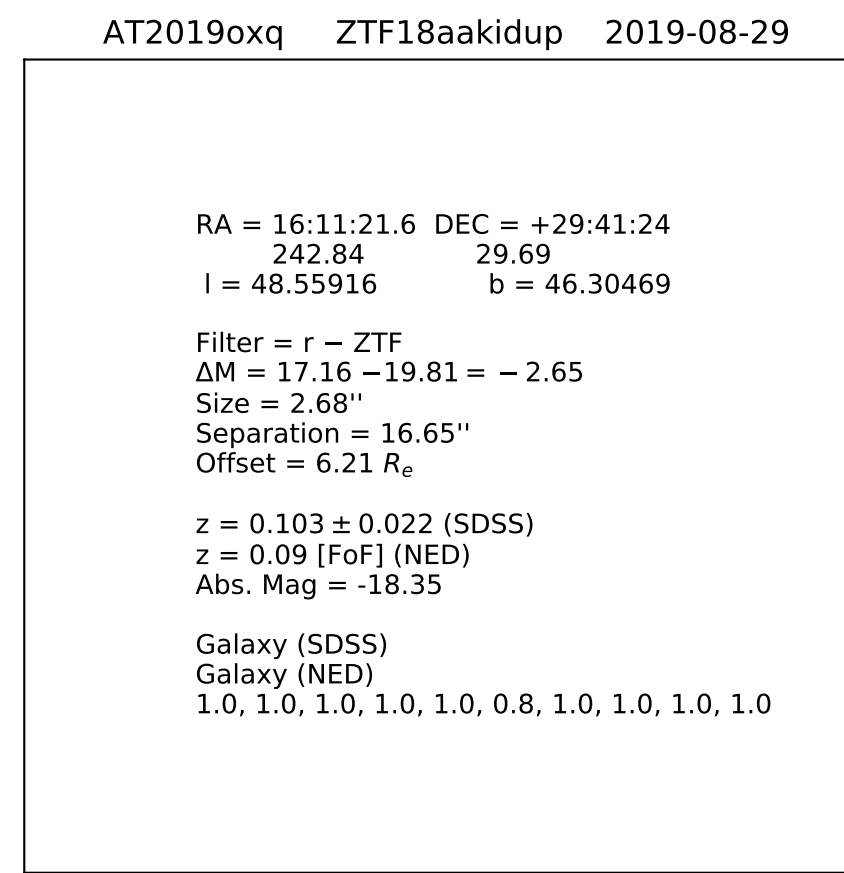 AT2019oxq ZTF18aakidup 2019-08-29
RA = 16:11:21.6 DEC = +29:41:24
242.84 29.69
l = 48.55916 b = 46.30469
Filter = r − ZTF
ΔM = 17.16 −19.81 = − 2.65
Size = 2.68''
Separation = 16.65''
Offset = 6.21 Rₑ
z = 0.103 ± 0.022 (SDSS)
z = 0.09 [FoF] (NED)
Abs. Mag = -18.35
Galaxy (SDSS)
Galaxy (NED)
1.0, 1.0, 1.0, 1.0, 1.0, 0.8, 1.0, 1.0, 1.0, 1.0